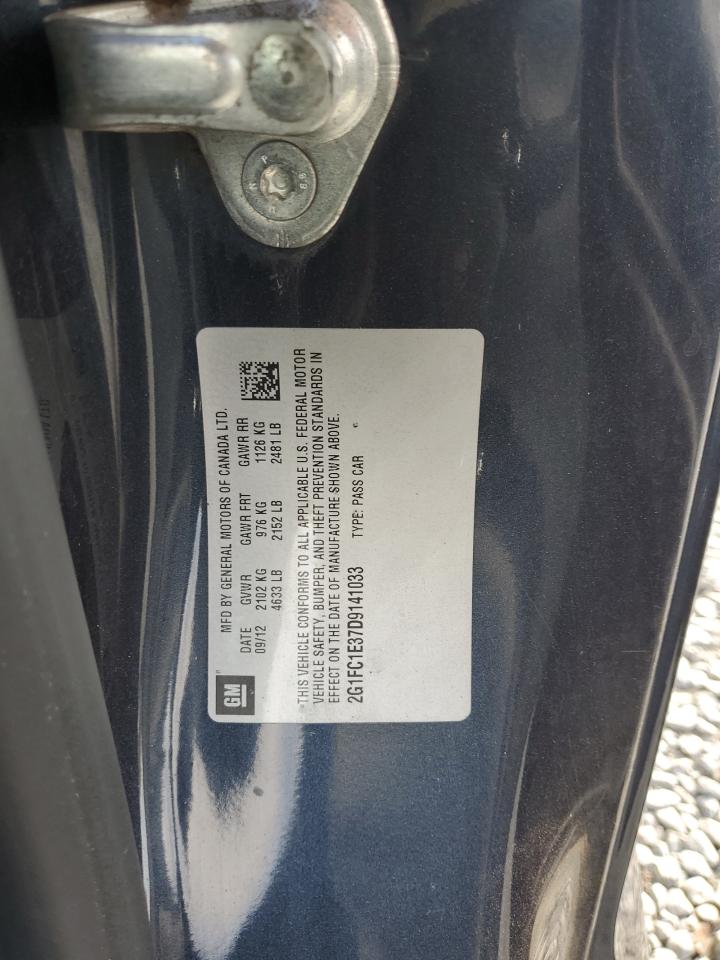 GM
MFD BY GENERAL MOTORS OF CANADA LTD.
DATE GVWR GAWR FRT GAWR RR
09/12 2102 KG 976 KG 1126 KG
4633 LB 2152 LB 2481 LB
THIS VEHICLE CONFORMS TO ALL APPLICABLE U.S. FEDERAL MOTOR
VEHICLE SAFETY, BUMPER, AND THEFT PREVENTION STANDARDS IN
EFFECT ON THE DATE OF MANUFACTURE SHOWN ABOVE.
2G1FC1E37D9141033 TYPE: PASS CAR
8.8